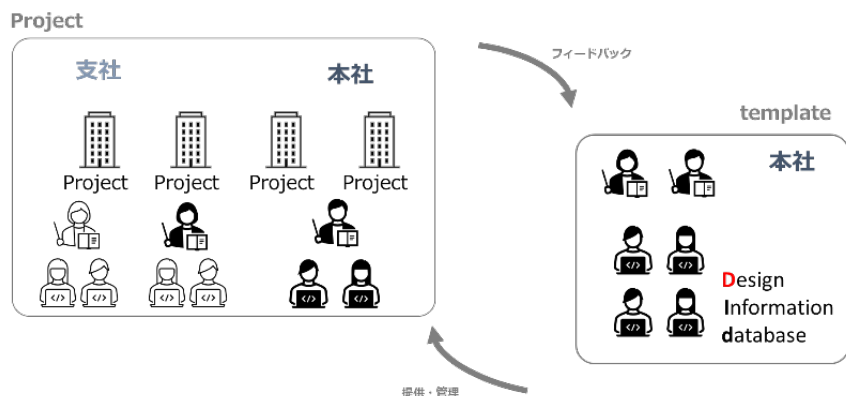 Project
支社
本社
Project
Project
Project
Project
</>
</>
</>
</>
</>
</>
フィードバック
template
本社
</>
</>
</>
</>
Design
Information
database
提供・管理